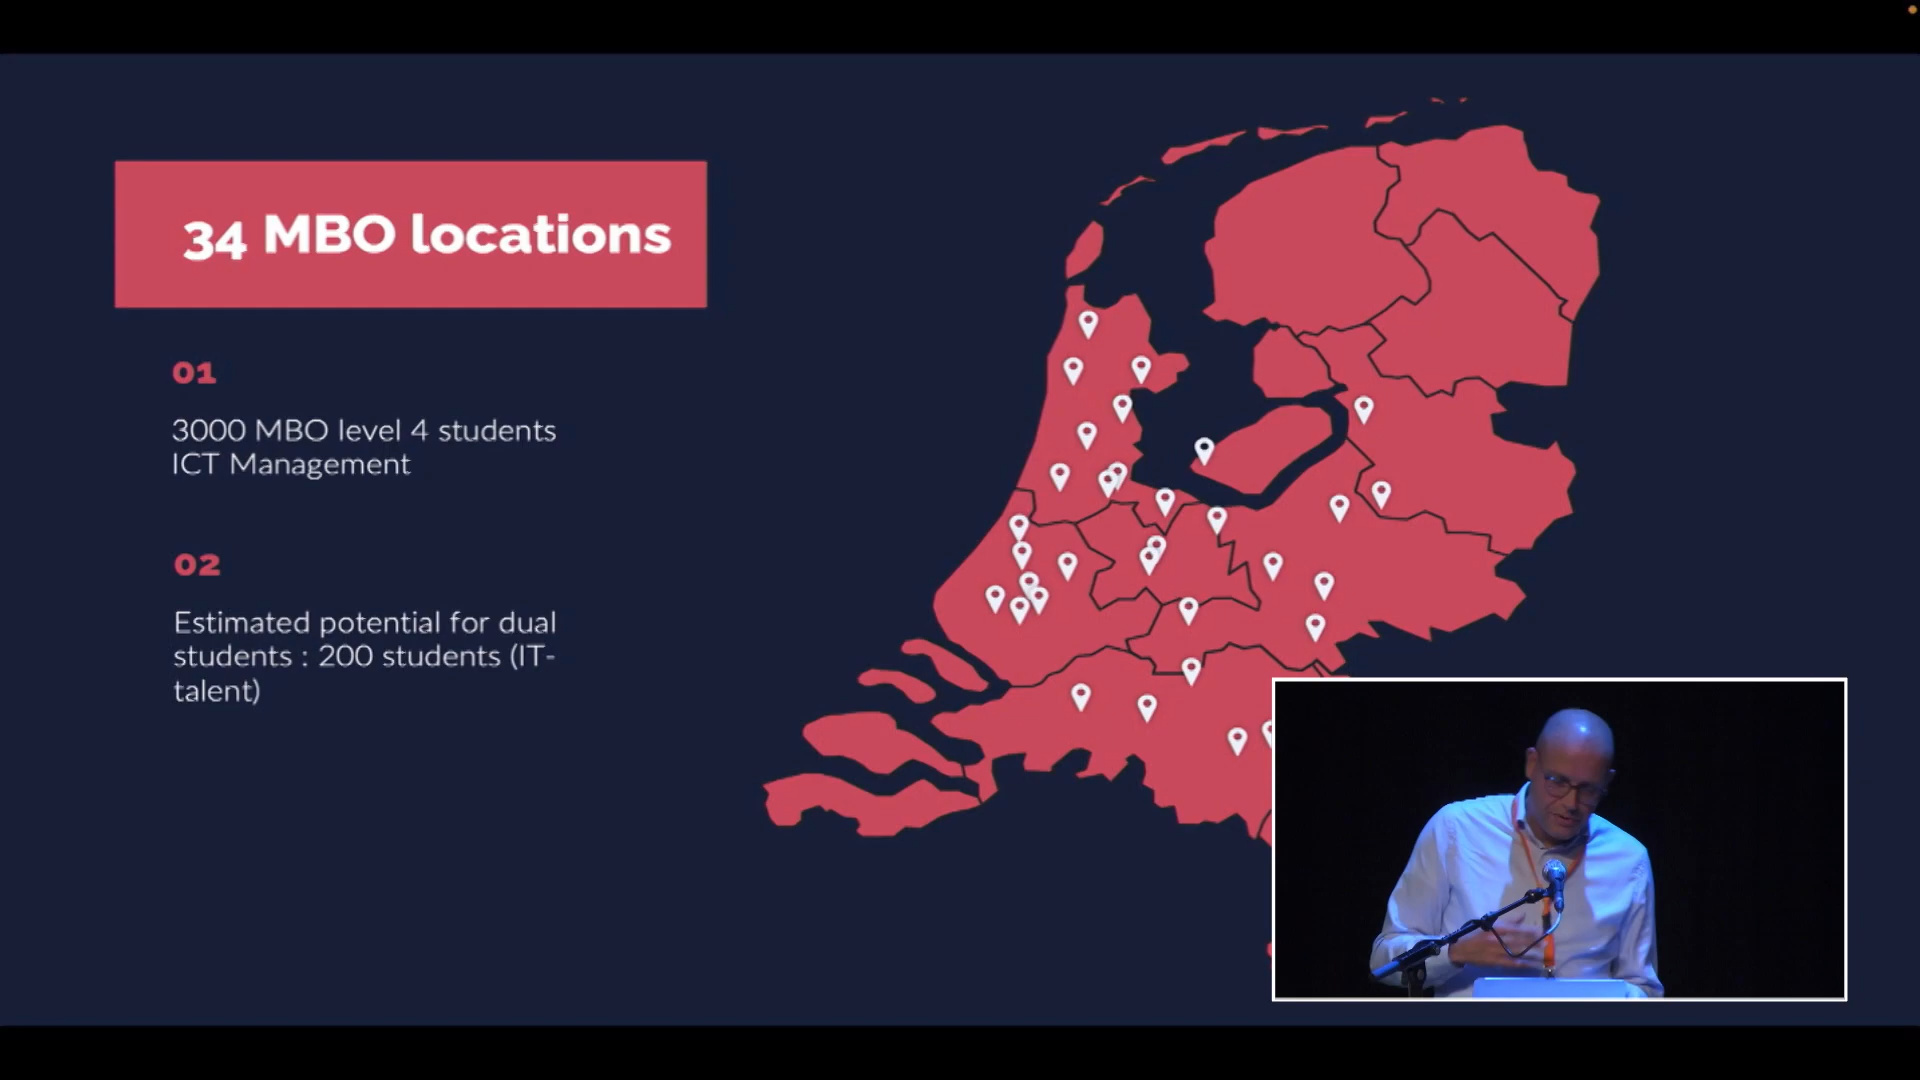 34 MBO locations
01
3000 MBO level 4 students
ICT Management
02
Estimated potential for dual
students : 200 students (IT-
talent)